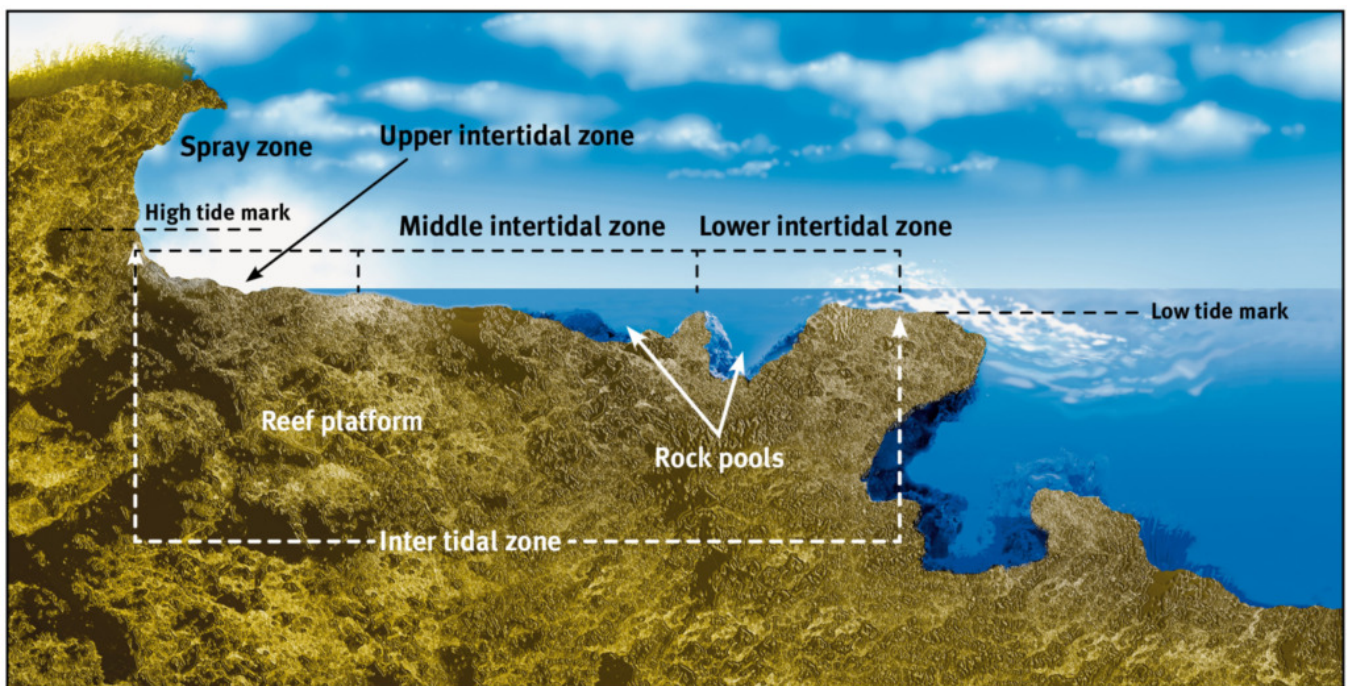 Upper intertidal zone
Spray zone
High tide mark
Middle intertidal zone
Lower intertidal zone
Low tide mark
Reef platform
Rock pools
Inter tidal zone